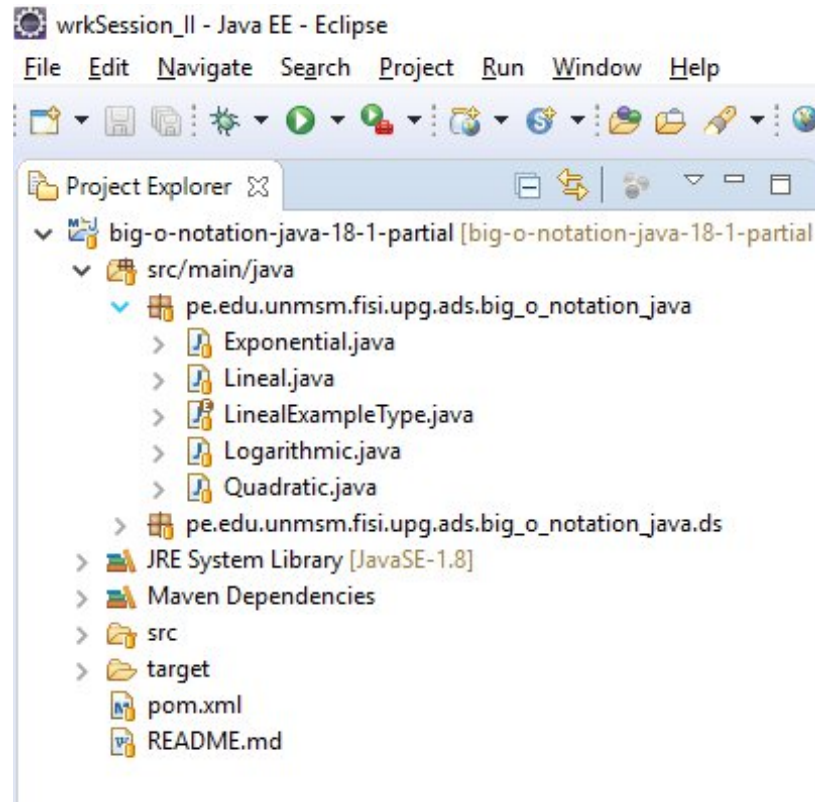 wrkSession_II - Java EE - Eclipse
File Edit Navigate Search Project Run Window Help
Project Explorer
big-o-notation-java-18-1-partial [big-o-notation-java-18-1-partial
src/main/java
pe.edu.unmsm.fisi.upg.ads.big_o_notation_java
Exponential.java
Lineal.java
LinealExampleType.java
Logarithmic.java
Quadratic.java
pe.edu.unmsm.fisi.upg.ads.big_o_notation_java.ds
JRE System Library [JavaSE-1.8]
Maven Dependencies
src
target
pom.xml
README.md